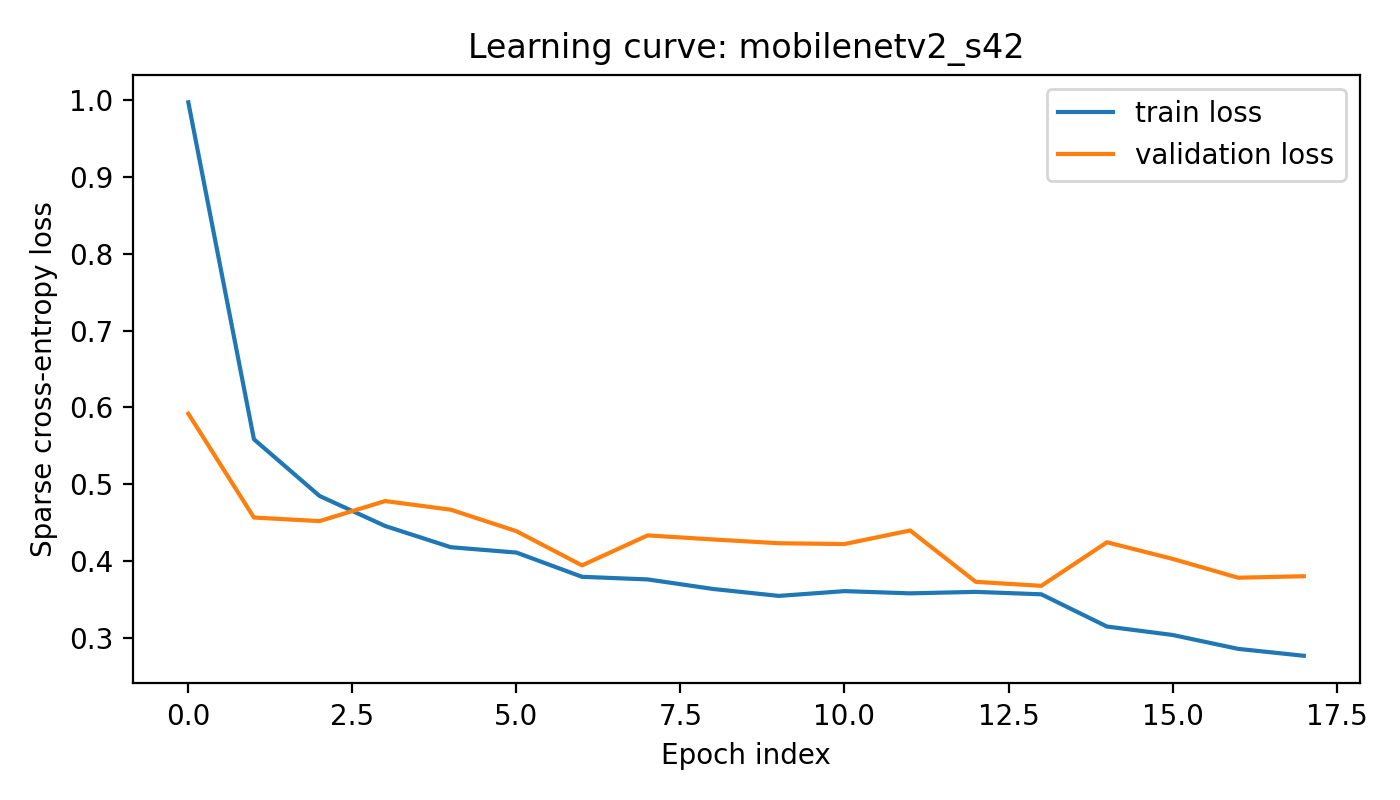 Learning curve: mobilenetv2_s42
train loss
validation loss
Sparse cross-entropy loss
1.0
0.9
0.8
0.7
0.6
0.5
0.4
0.3
0.0 2.5 5.0 7.5 10.0 12.5 15.0 17.5
Epoch index